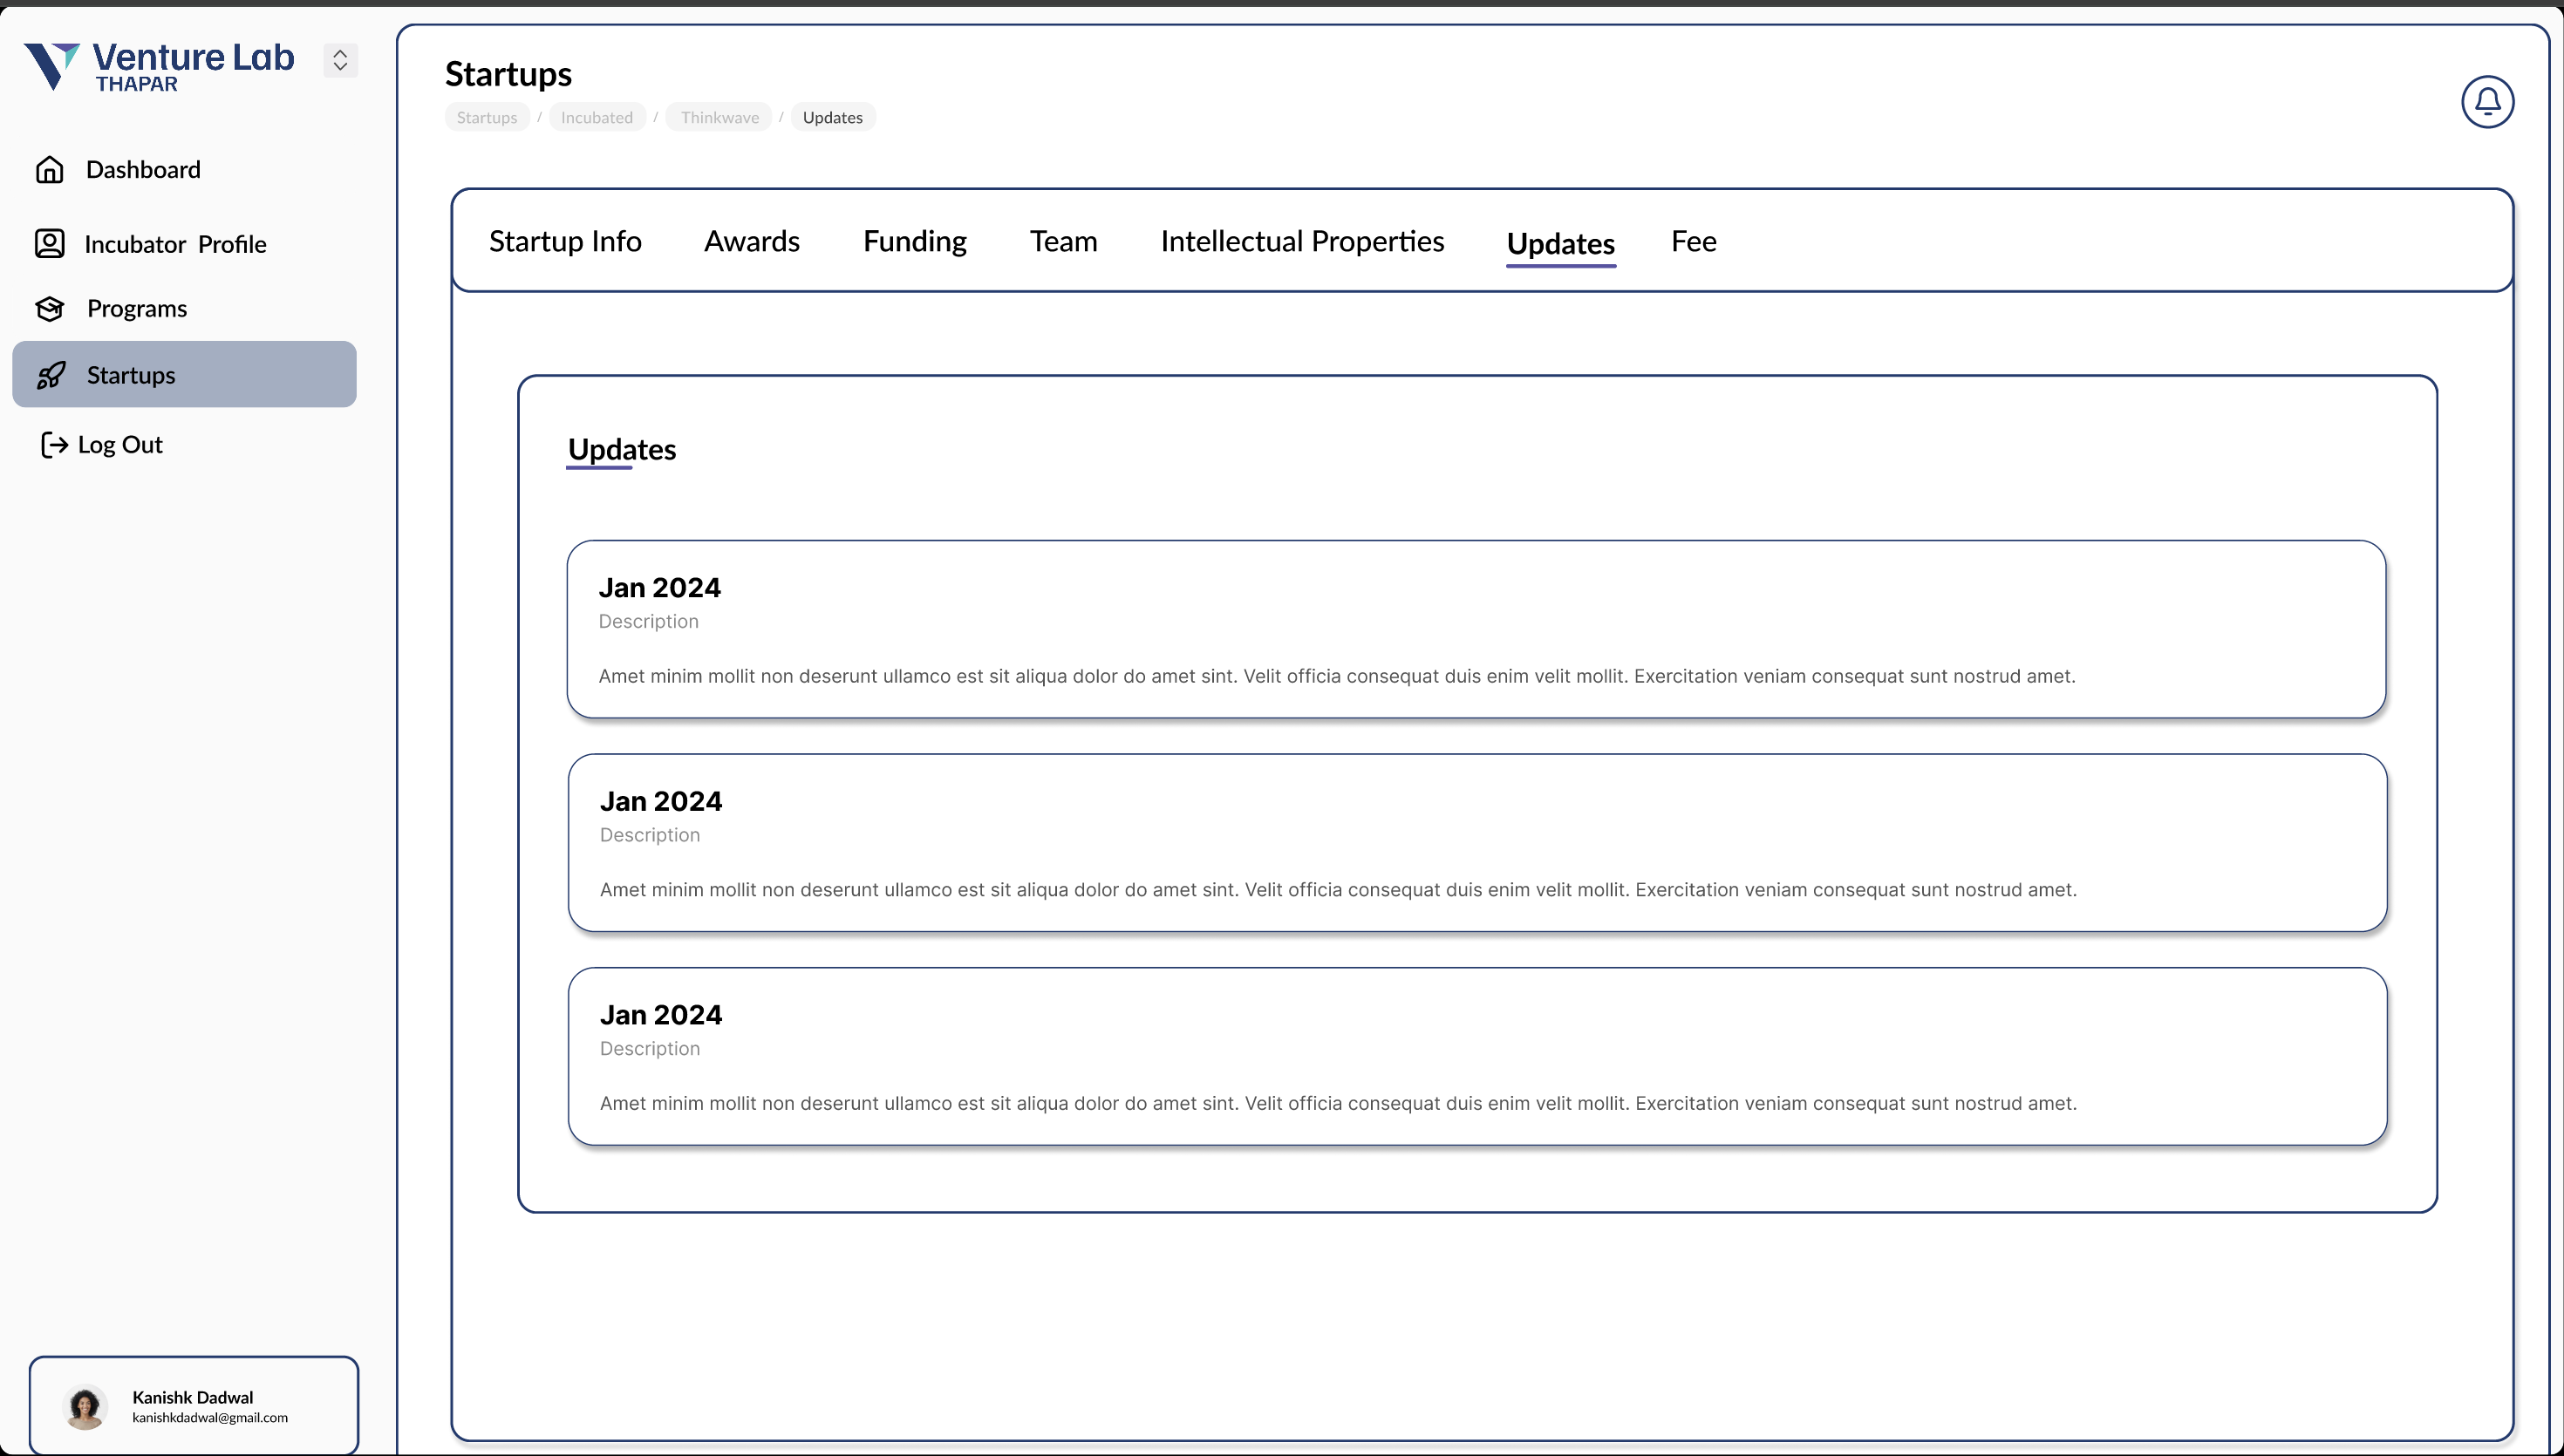 Venture Lab
THAPAR
Dashboard
Incubator Profile
Programs
Startups
Log Out
Kanishk Dadwal
kanishkdadwal@gmail.com
Startups
Startups / Incubated / Thinkwave / Updates
Startup Info Awards Funding Team Intellectual Properties Updates Fee
Updates
Jan 2024
Description
Amet minim mollit non deserunt ullamco est sit aliqua dolor do amet sint. Velit officia consequat duis enim velit mollit. Exercitation veniam consequat sunt nostrud amet.
Jan 2024
Description
Amet minim mollit non deserunt ullamco est sit aliqua dolor do amet sint. Velit officia consequat duis enim velit mollit. Exercitation veniam consequat sunt nostrud amet.
Jan 2024
Description
Amet minim mollit non deserunt ullamco est sit aliqua dolor do amet sint. Velit officia consequat duis enim velit mollit. Exercitation veniam consequat sunt nostrud amet.